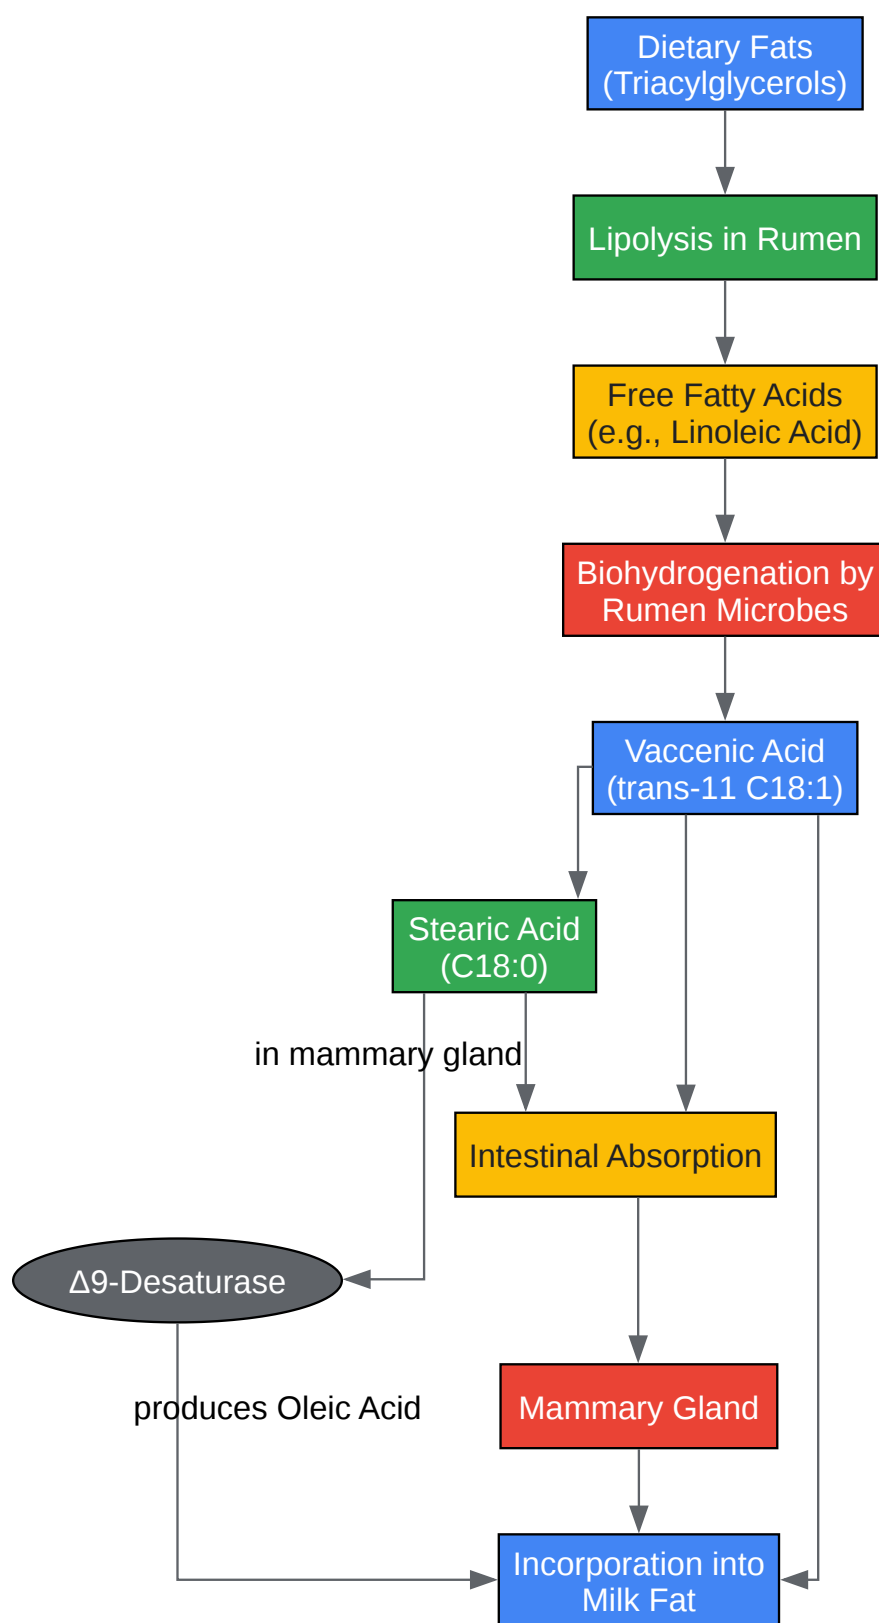 Dietary Fats
(Triacylglycerols)
Lipolysis in Rumen
Free Fatty Acids
(e.g., Linoleic Acid)
Biohydrogenation by
Rumen Microbes
Vaccenic Acid
(trans-11 C18:1)
Stearic Acid
(C18:0)
in mammary gland
Intestinal Absorption
Δ9-Desaturase
produces Oleic Acid
Mammary Gland
Incorporation into
Milk Fat